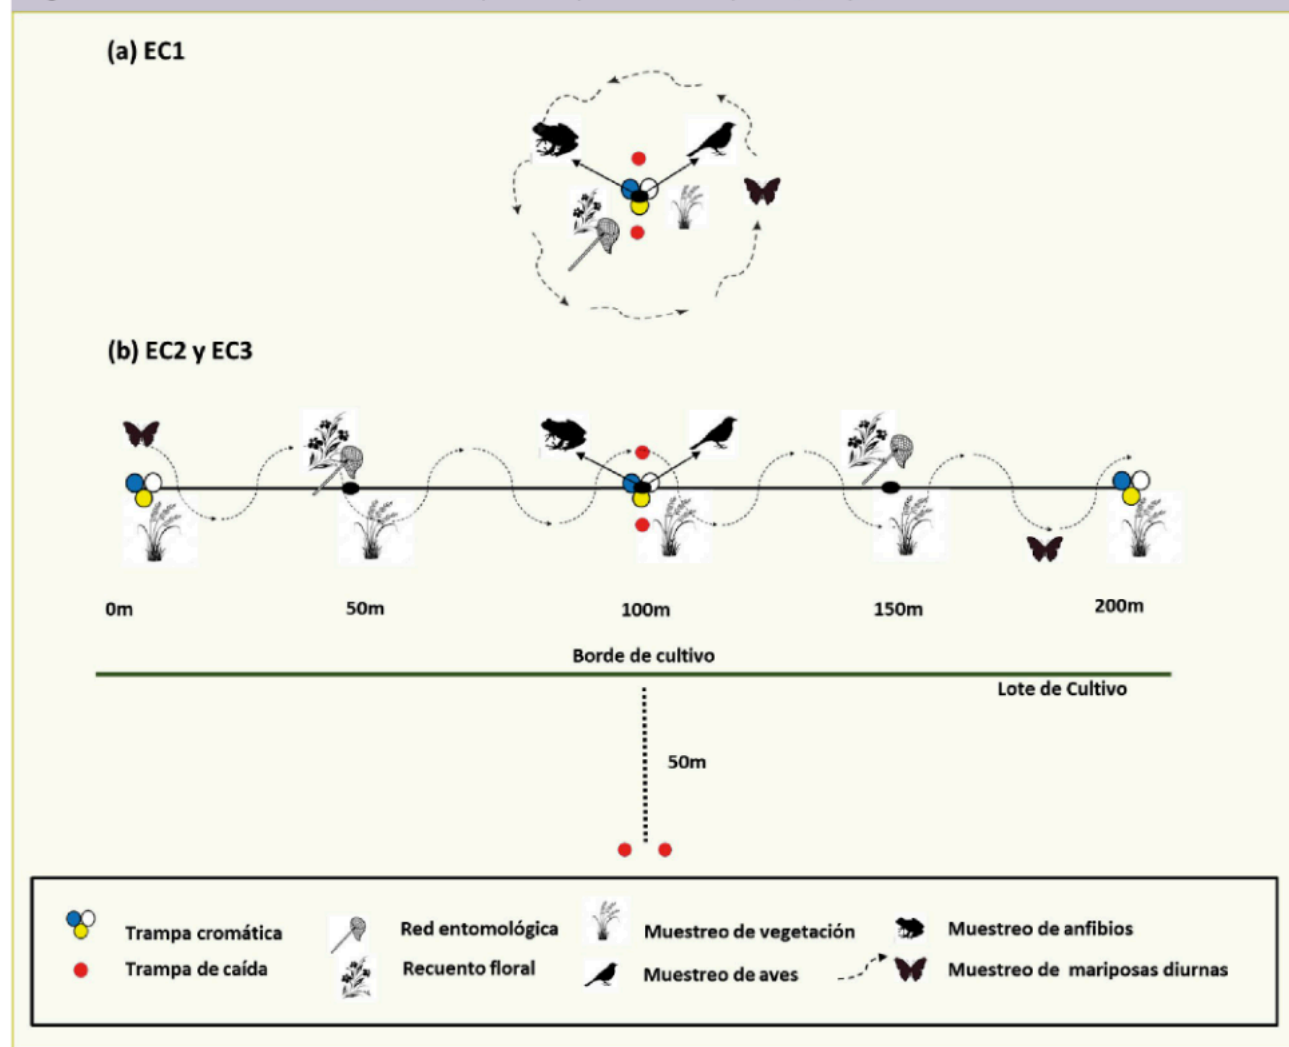 (a) EC1
(b) EC2 y EC3
0m
50m
100m
150m
200m
Borde de cultivo
Lote de Cultivo
50m
Trampa cromática
Red entomológica
Muestreo de vegetación
Muestreo de anfibios
Trampa de caída
Recuento floral
Muestreo de aves
Muestreo de mariposas diurnas